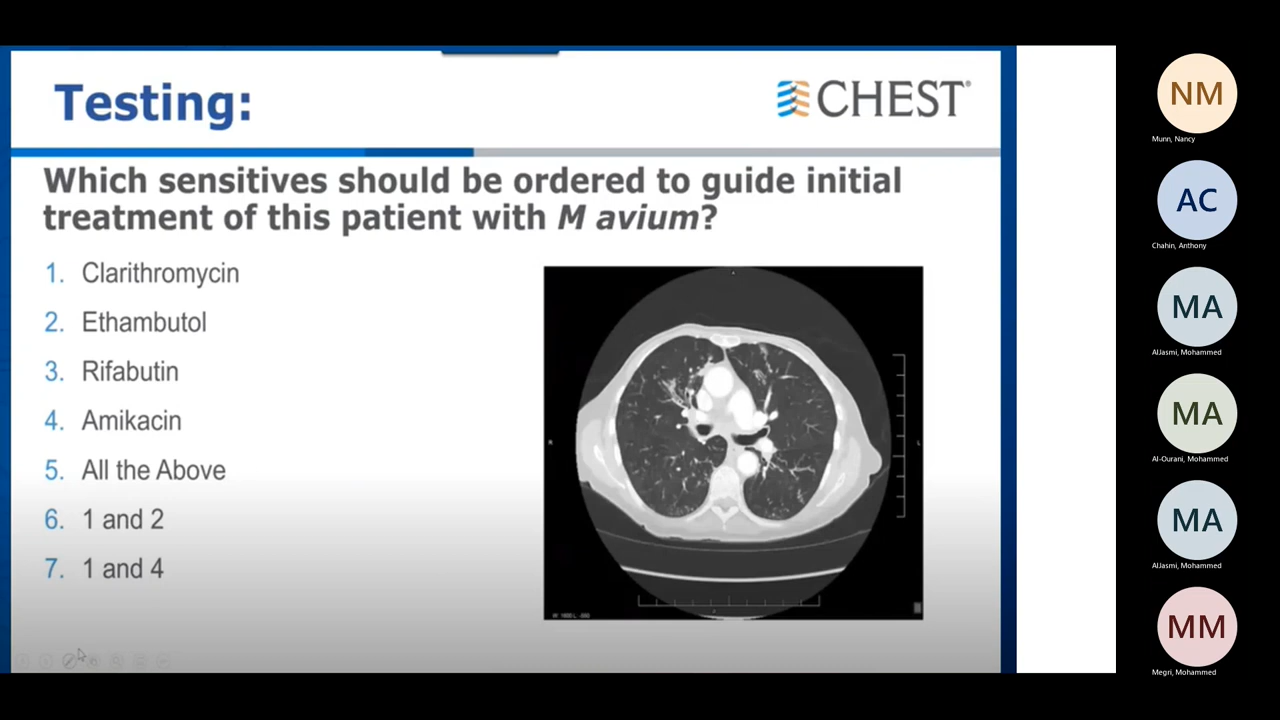 Testing:
CHEST®
Which sensitives should be ordered to guide initial
treatment of this patient with M avium?
1. Clarithromycin
2. Ethambutol
3. Rifabutin
4. Amikacin
5. All the Above
6. 1 and 2
7. 1 and 4
NM
Munn, Nancy
AC
Chahin, Anthony
MA
AlJasmi, Mohammed
MA
Al-Ourani, Mohammed
MA
AlJasmi, Mohammed
MM
Megri, Mohammed